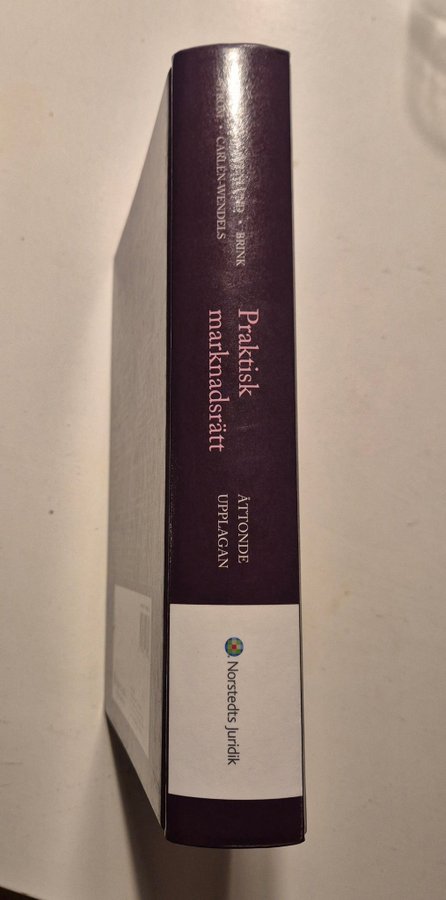 BRINK
CARLÉN-WENDELS
Praktisk
marknadsrätt
ÅTTONDE
UPPLAGAN
Norstedts Juridik